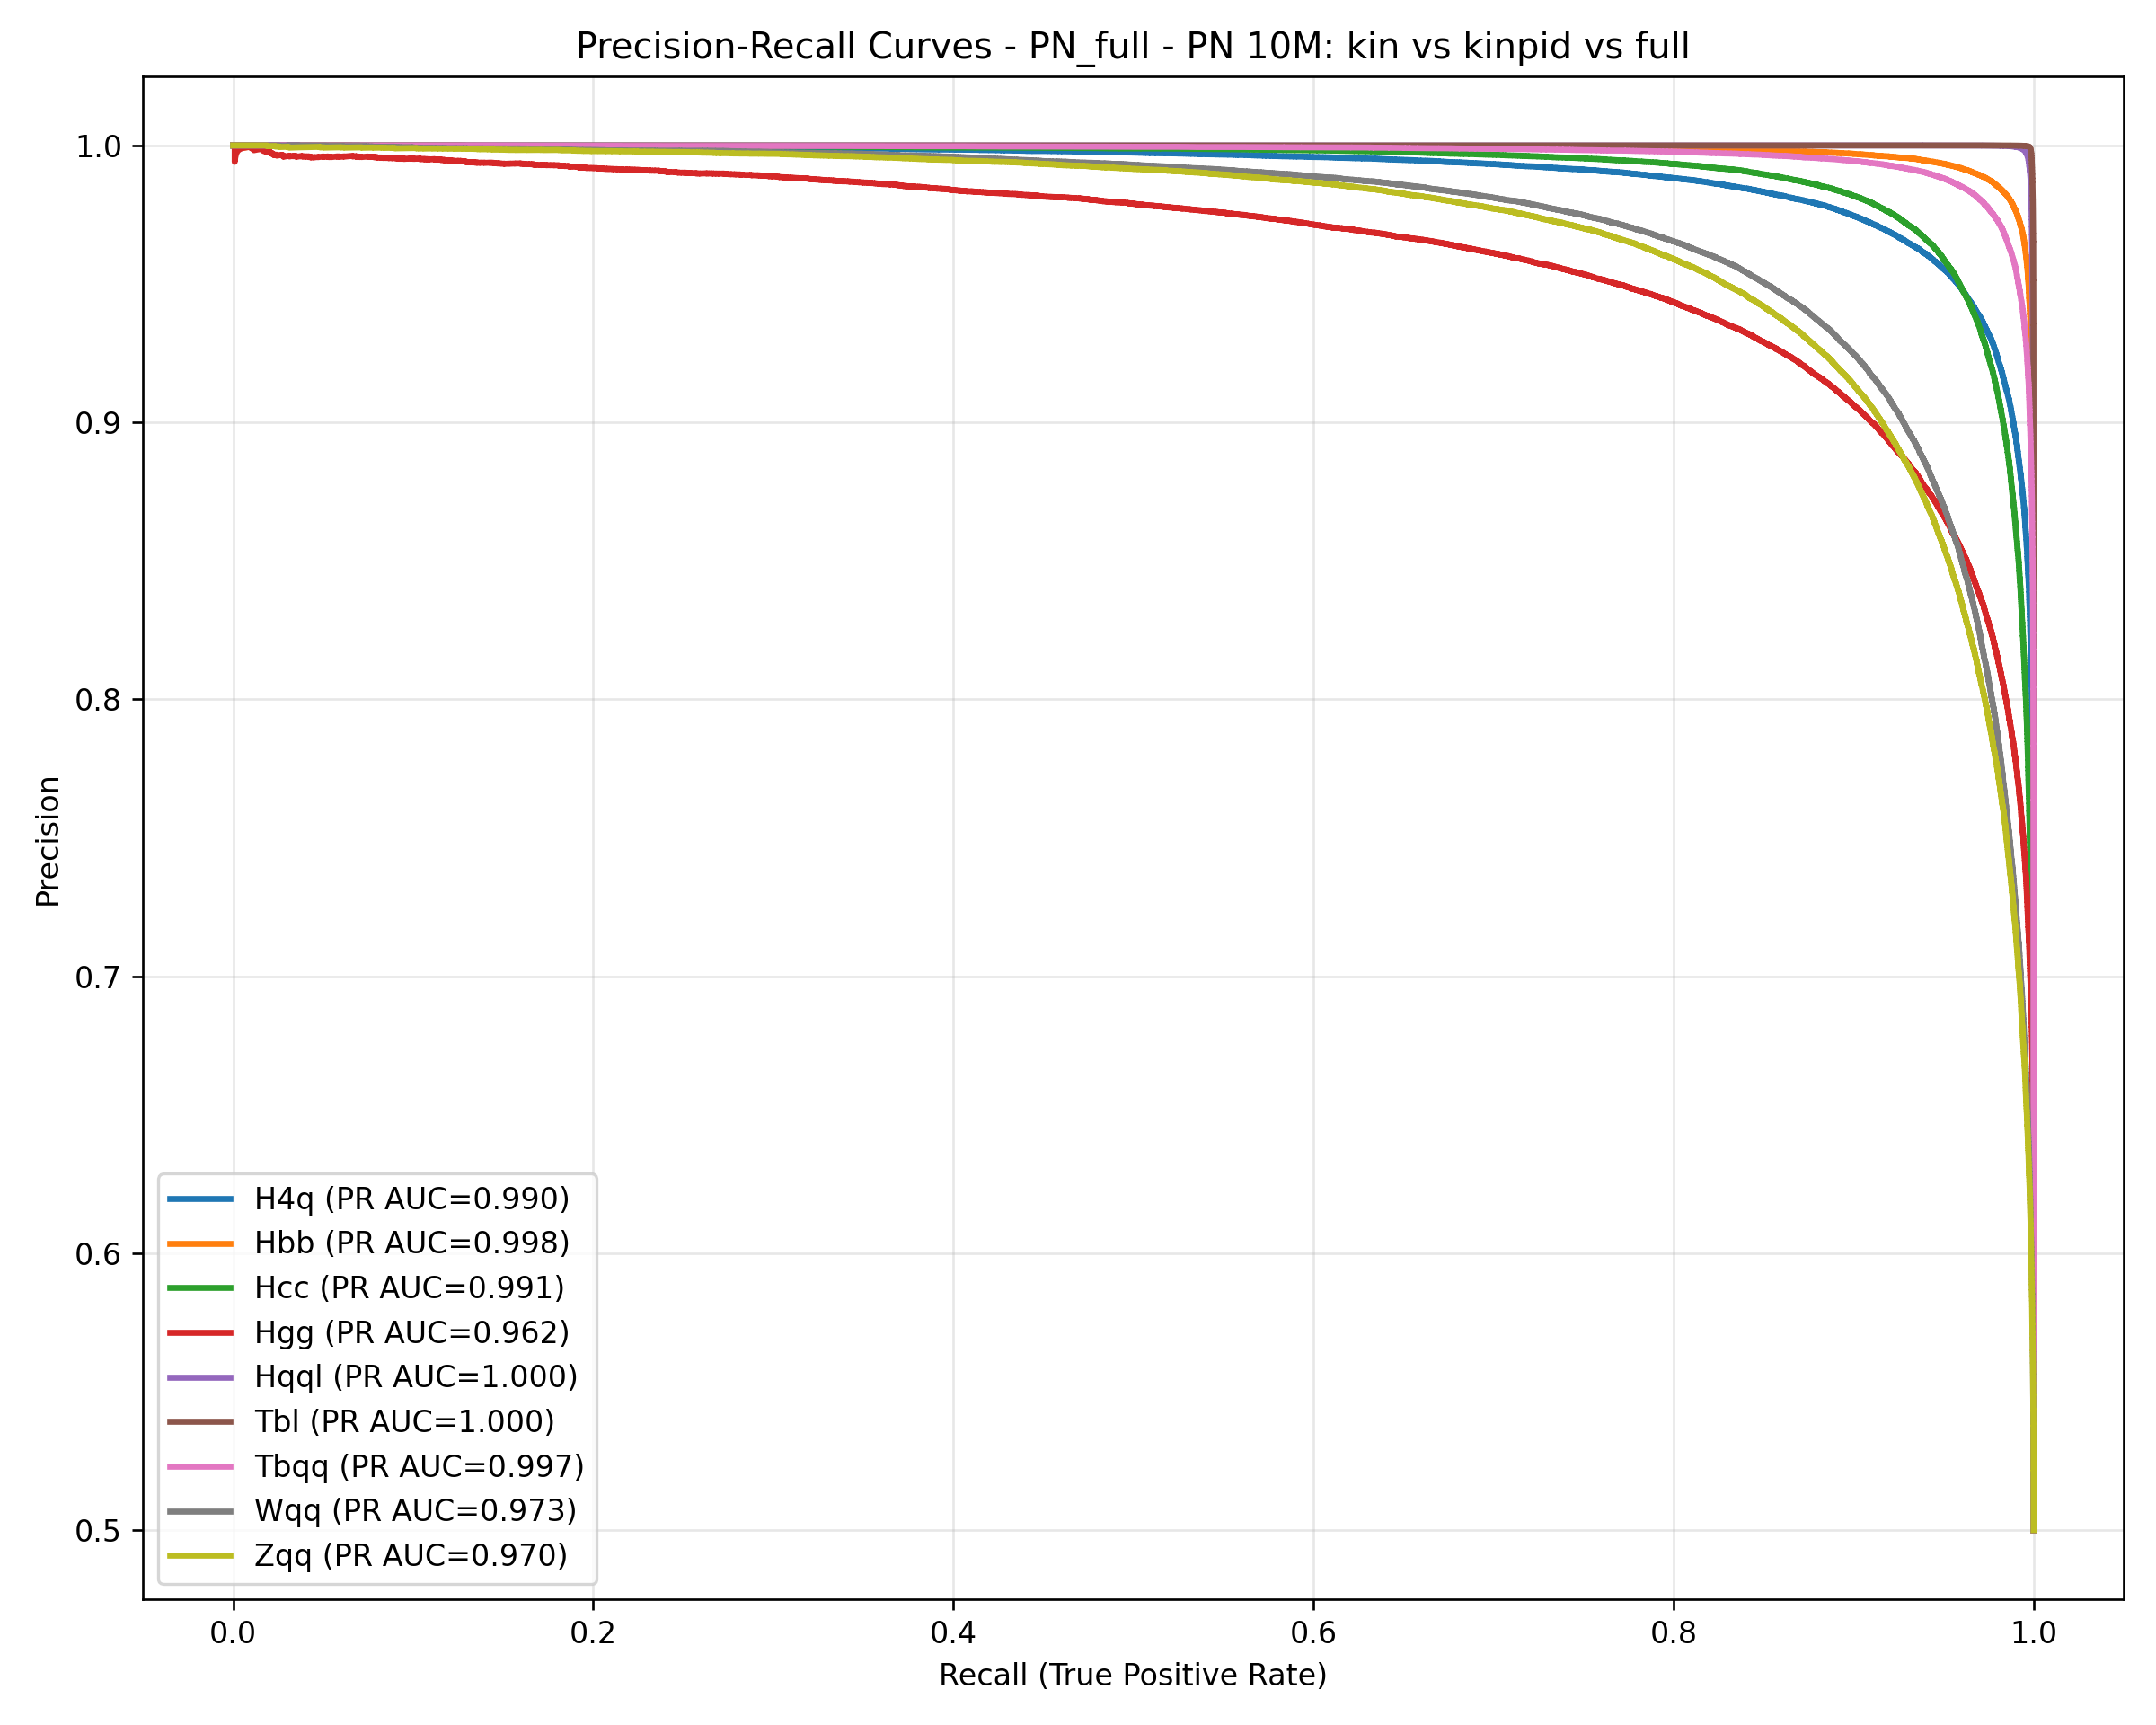 Precision-Recall Curves - PN_full - PN 10M: kin vs kinpid vs full
1.0
0.9
0.8
0.7
0.6
0.5
Precision
H4q (PR AUC=0.990)
Hbb (PR AUC=0.998)
Hcc (PR AUC=0.991)
Hgg (PR AUC=0.962)
Hqql (PR AUC=1.000)
Tbl (PR AUC=1.000)
Tbqq (PR AUC=0.997)
Wqq (PR AUC=0.973)
Zqq (PR AUC=0.970)
0.0 0.2 0.4 0.6 0.8 1.0
Recall (True Positive Rate)